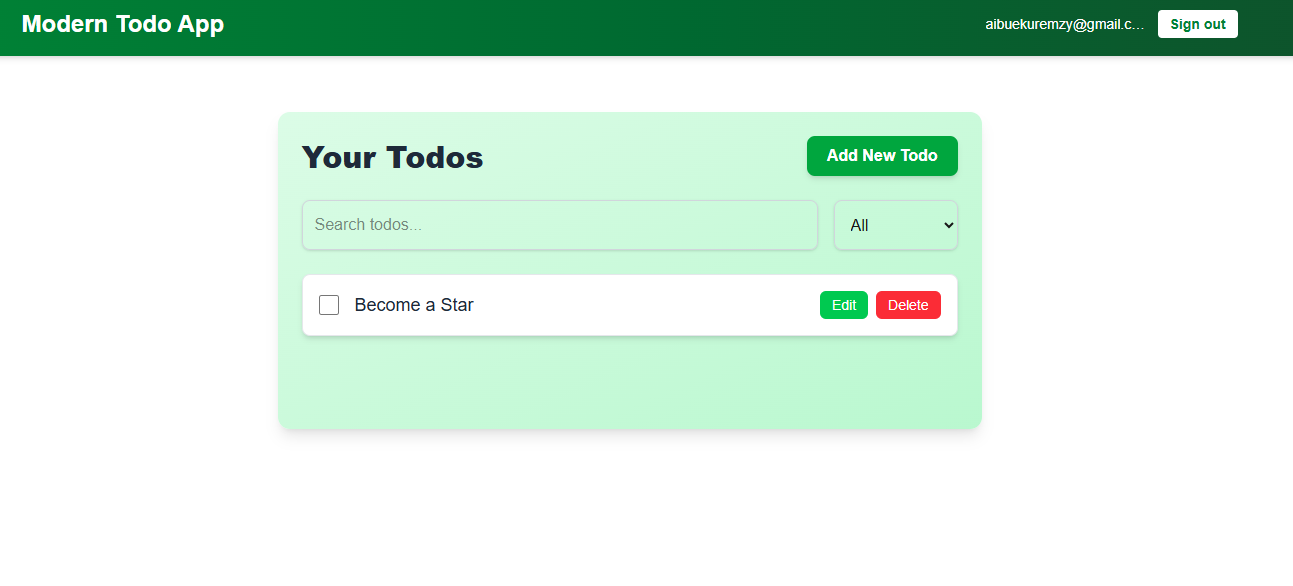 Modern Todo App
aibuekuremzy@gmail.c...
Sign out
Your Todos
Add New Todo
Search todos...
All
Become a Star
Edit
Delete